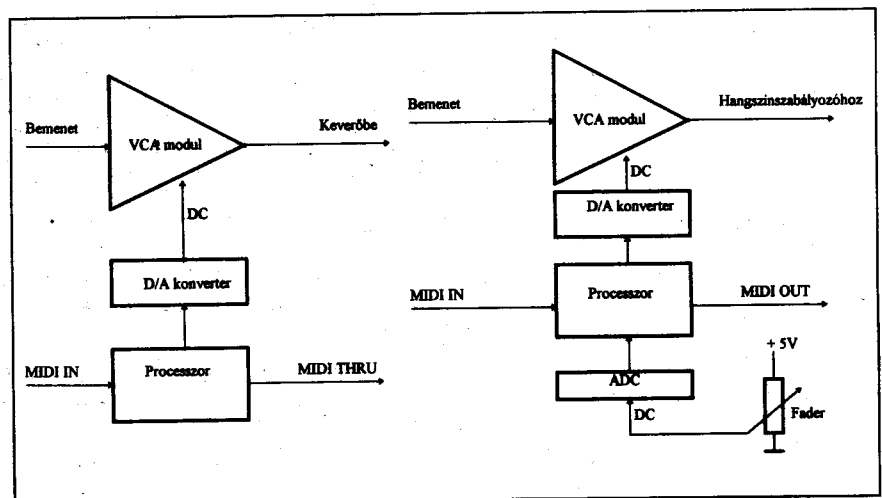 Bemenet
VCA modul
Keverőbe
DC
D/A konverter
MIDI IN
Processzor
MIDI THRU
Bemenet
VCA modul
Hangszinszabályozóhoz
DC
D/A konverter
MIDI IN
Processzor
MIDI OUT
ADC
+ 5V
DC
Fader